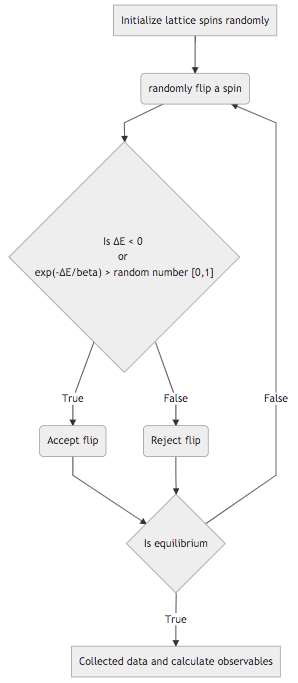 Initialize lattice spins randomly
randomly flip a spin
Is ΔE < 0
or
exp(-ΔE/beta) > random number [0,1]
True
False
False
Accept flip
Reject flip
Is equilibrium
True
Collected data and calculate observables